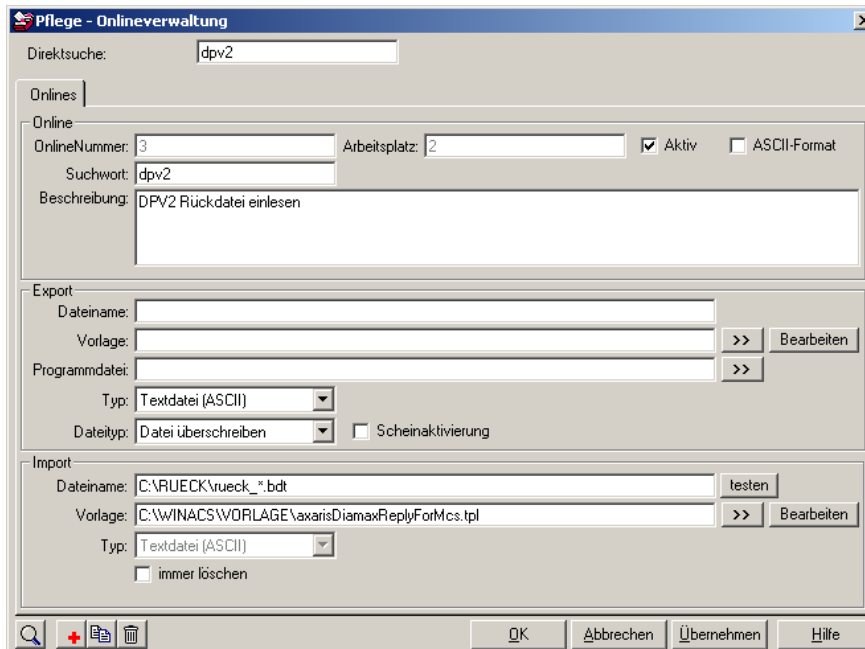 Pflege - Onlineverwaltung
Direktsuche: dpv2
Onlines
Online
OnlineNummer: 3 Arbeitsplatz: 2 Aktiv ASCII-Format
Suchwort: dpv2
Beschreibung: DPV2 Rückdatei einlesen
Export
Dateiname:
Vorlage: >> Bearbeiten
Programmdatei: >>
Typ: Textdatei (ASCII)
Dateityp: Datei überschreiben Scheinaktivierung
Import
Dateiname: C:\RUECK\rueck_*.bdt testen
Vorlage: C:\WINACS\VORLAGE\axarisDiamaxReplyForMcs.tpl >> Bearbeiten
Typ: Textdatei (ASCII)
immer löschen
OK Abbrechen Übernehmen Hilfe